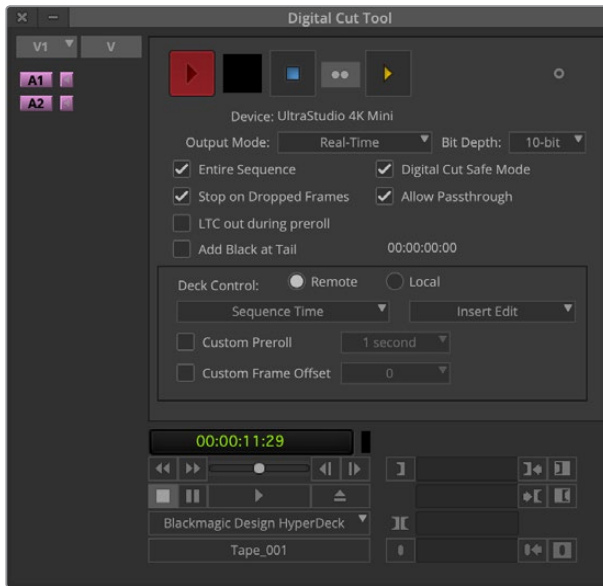 Digital Cut Tool
V1 V
A1
A2
Device: UltraStudio 4K Mini
Output Mode: Real-Time Bit Depth: 10-bit
Entire Sequence Digital Cut Safe Mode
Stop on Dropped Frames Allow Passthrough
LTC out during preroll
Add Black at Tail 00:00:00:00
Deck Control: Remote Local
Sequence Time Insert Edit
Custom Preroll 1 second
Custom Frame Offset 0
00:00:11:29
Blackmagic Design HyperDeck
Tape_001